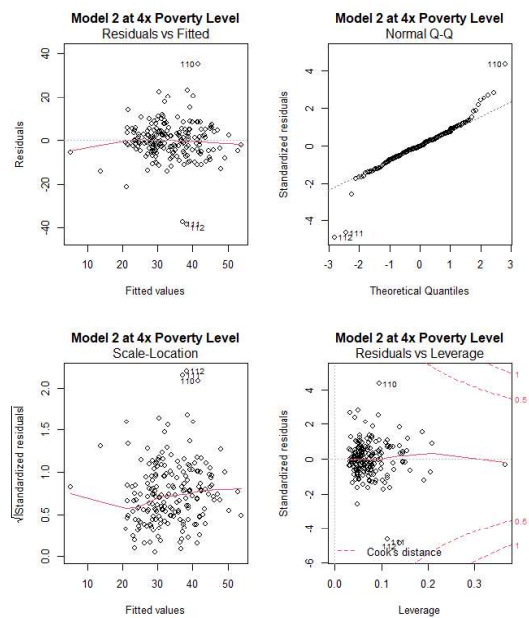 Model 2 at 4x Poverty Level
Residuals vs Fitted
Residuals
40
20
0
-20
-40
110
111
112
10 20 30 40 50
Fitted values
Model 2 at 4x Poverty Level
Normal Q-Q
Standardized residuals
4
2
0
-2
-4
110
111
112
-3 -2 -1 0 1 2 3
Theoretical Quantiles
Model 2 at 4x Poverty Level
Scale-Location
√|Standardized residuals|
2.0
1.5
1.0
0.5
0.0
112
111
110
10 20 30 40 50
Fitted values
Model 2 at 4x Poverty Level
Residuals vs Leverage
Standardized residuals
4
2
0
-2
-4
-6
110
111
112
Cook's distance
1
0.5
0.5
1
0.0 0.1 0.2 0.3
Leverage